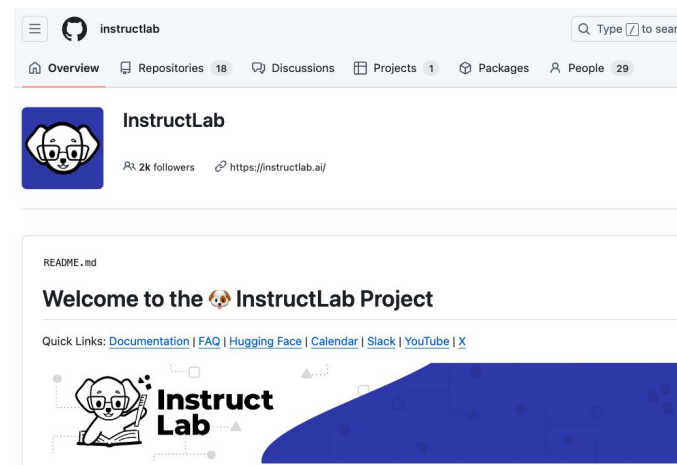 instructlab
Type / to sear
Overview Repositories 18 Discussions Projects 1 Packages People 29
InstructLab
2k followers https://instructlab.ai/
README.md
Welcome to the 🐶 InstructLab Project
Quick Links: Documentation | FAQ | Hugging Face | Calendar | Slack | YouTube | X
Instruct
Lab